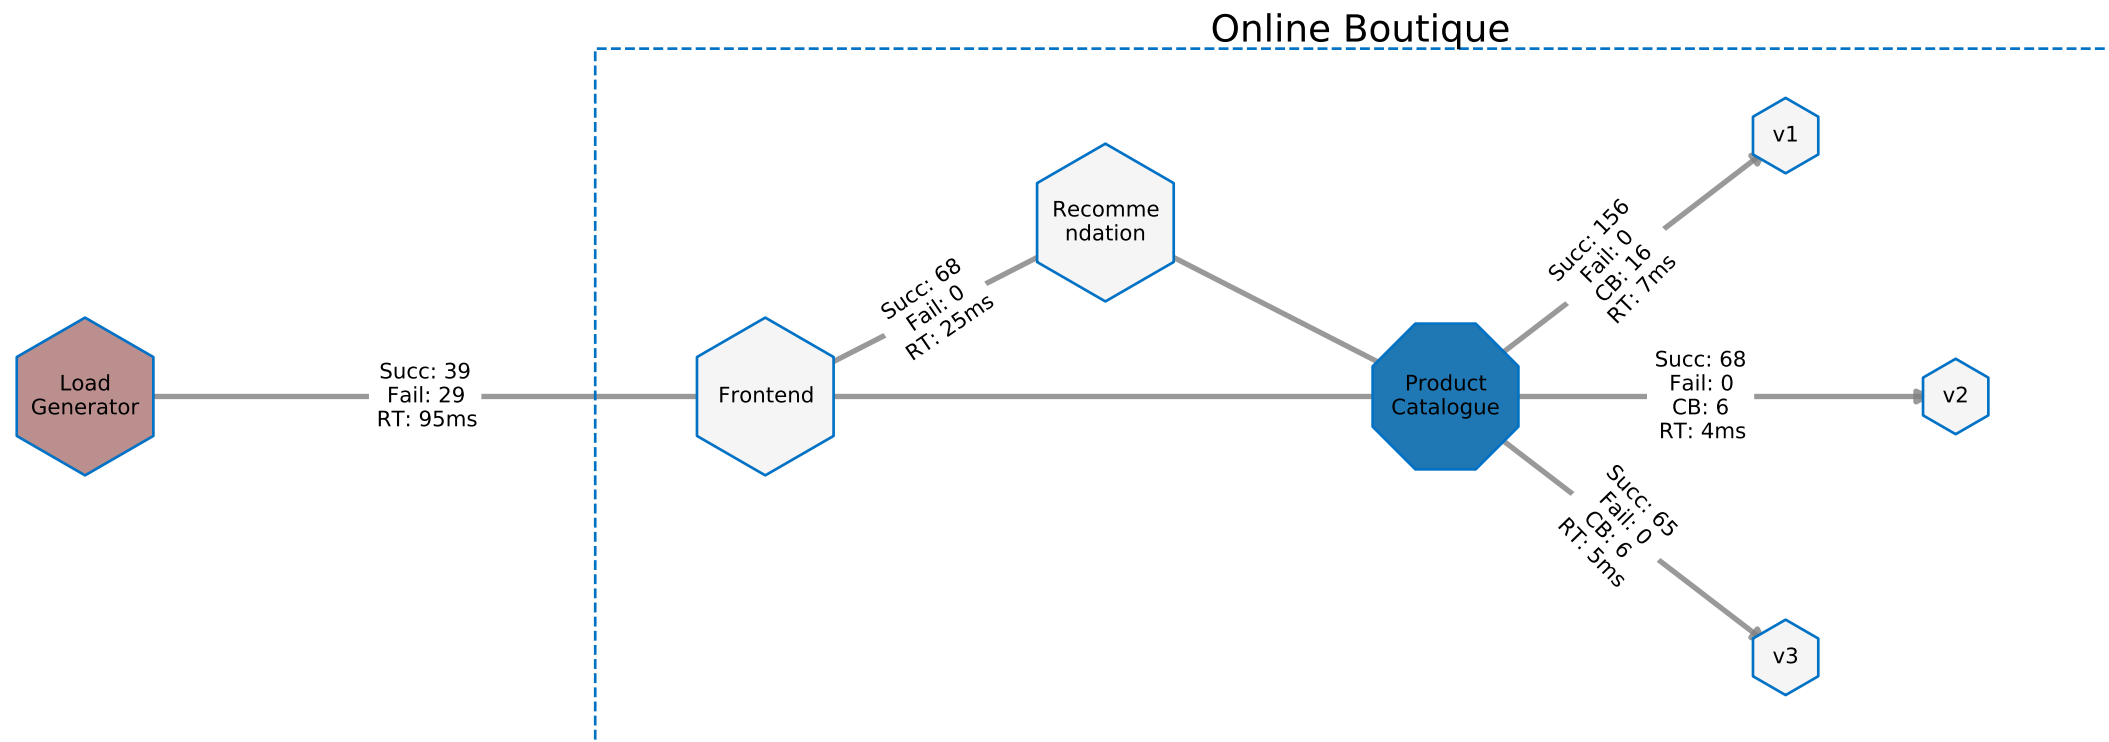 Online Boutique
Load
Generator
Succ: 39
Fail: 29
RT: 95ms
Frontend
Succ: 68
Fail: 0
RT: 25ms
Recomme
ndation
Product
Catalogue
Succ: 156
Fail: 0
CB: 16
RT: 7ms
v1
Succ: 68
Fail: 0
CB: 6
RT: 4ms
v2
Succ: 65
Fail: 0
CB: 6
RT: 5ms
v3